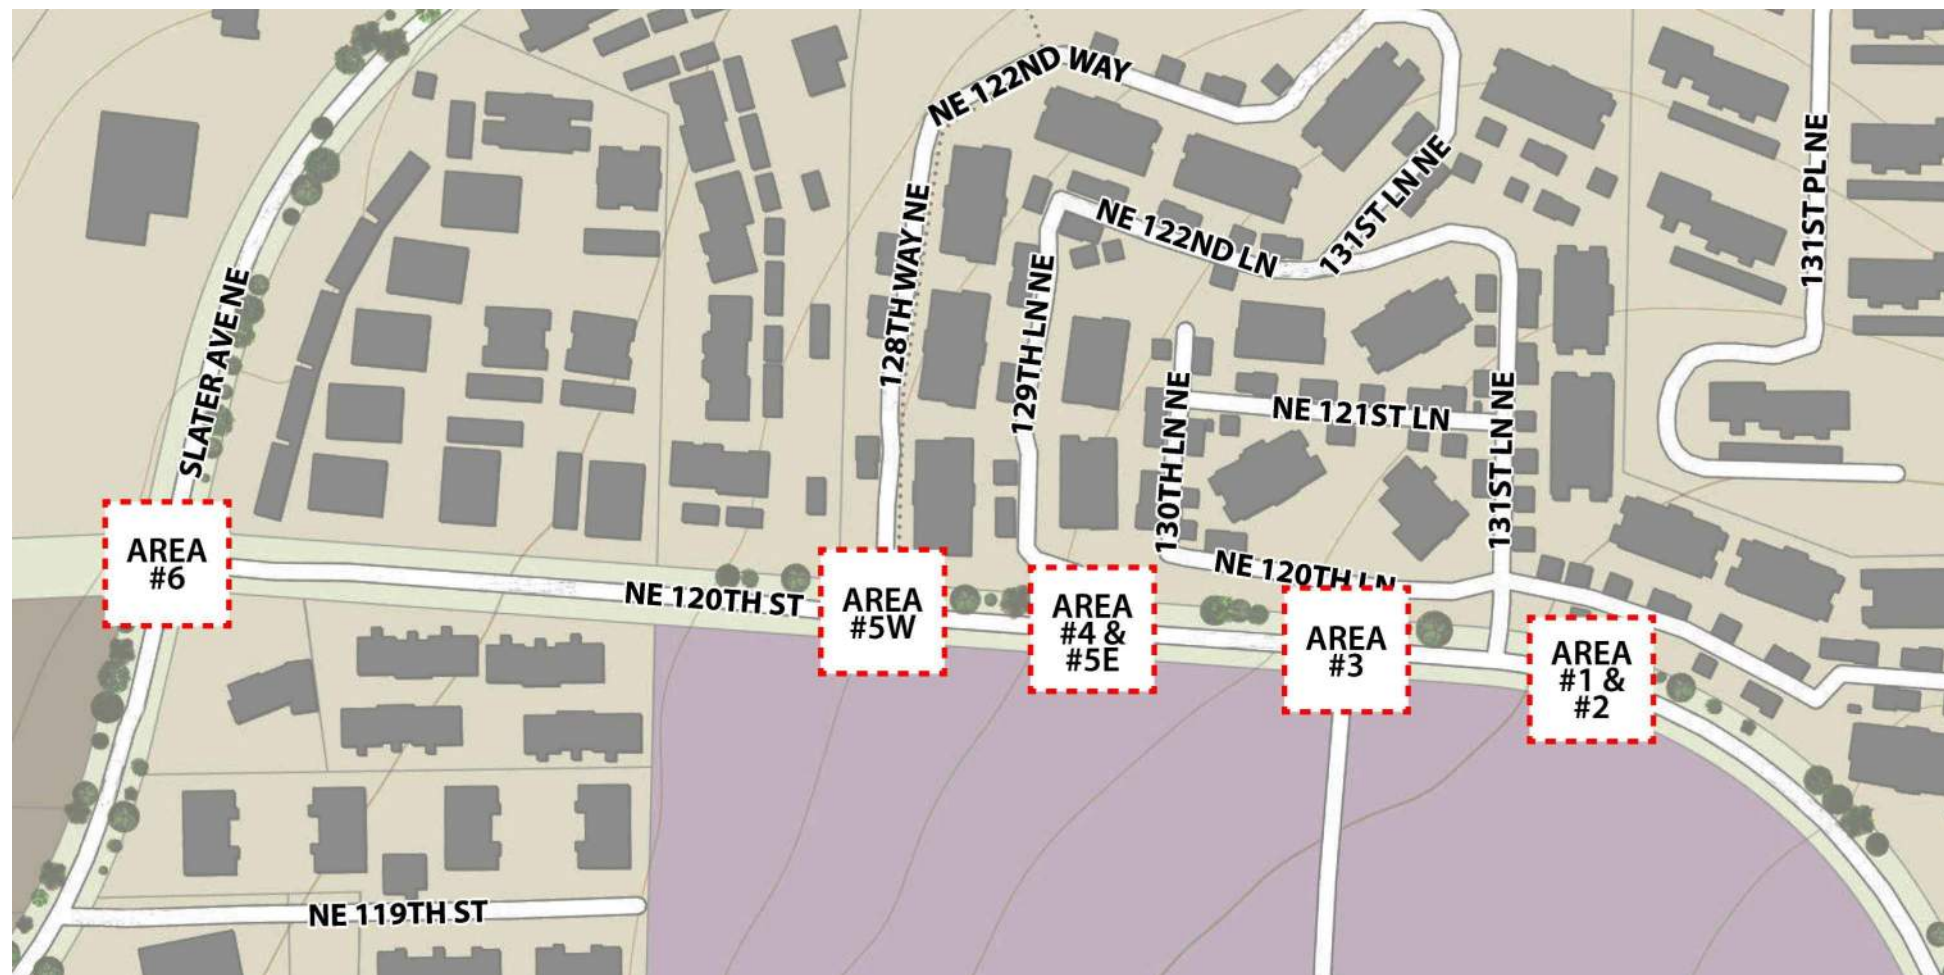 NE 122ND WAY
131ST LN NE
131ST PL NE
128TH WAY NE
NE 122ND LN
129TH LN NE
SLATER AVE NE
NE 121ST LN
130TH LN NE
131ST LN NE
AREA
#6
NE 120TH ST
AREA
#5W
AREA
#4 &
#5E
NE 120TH LN
AREA
#3
AREA
#1 &
#2
NE 119TH ST